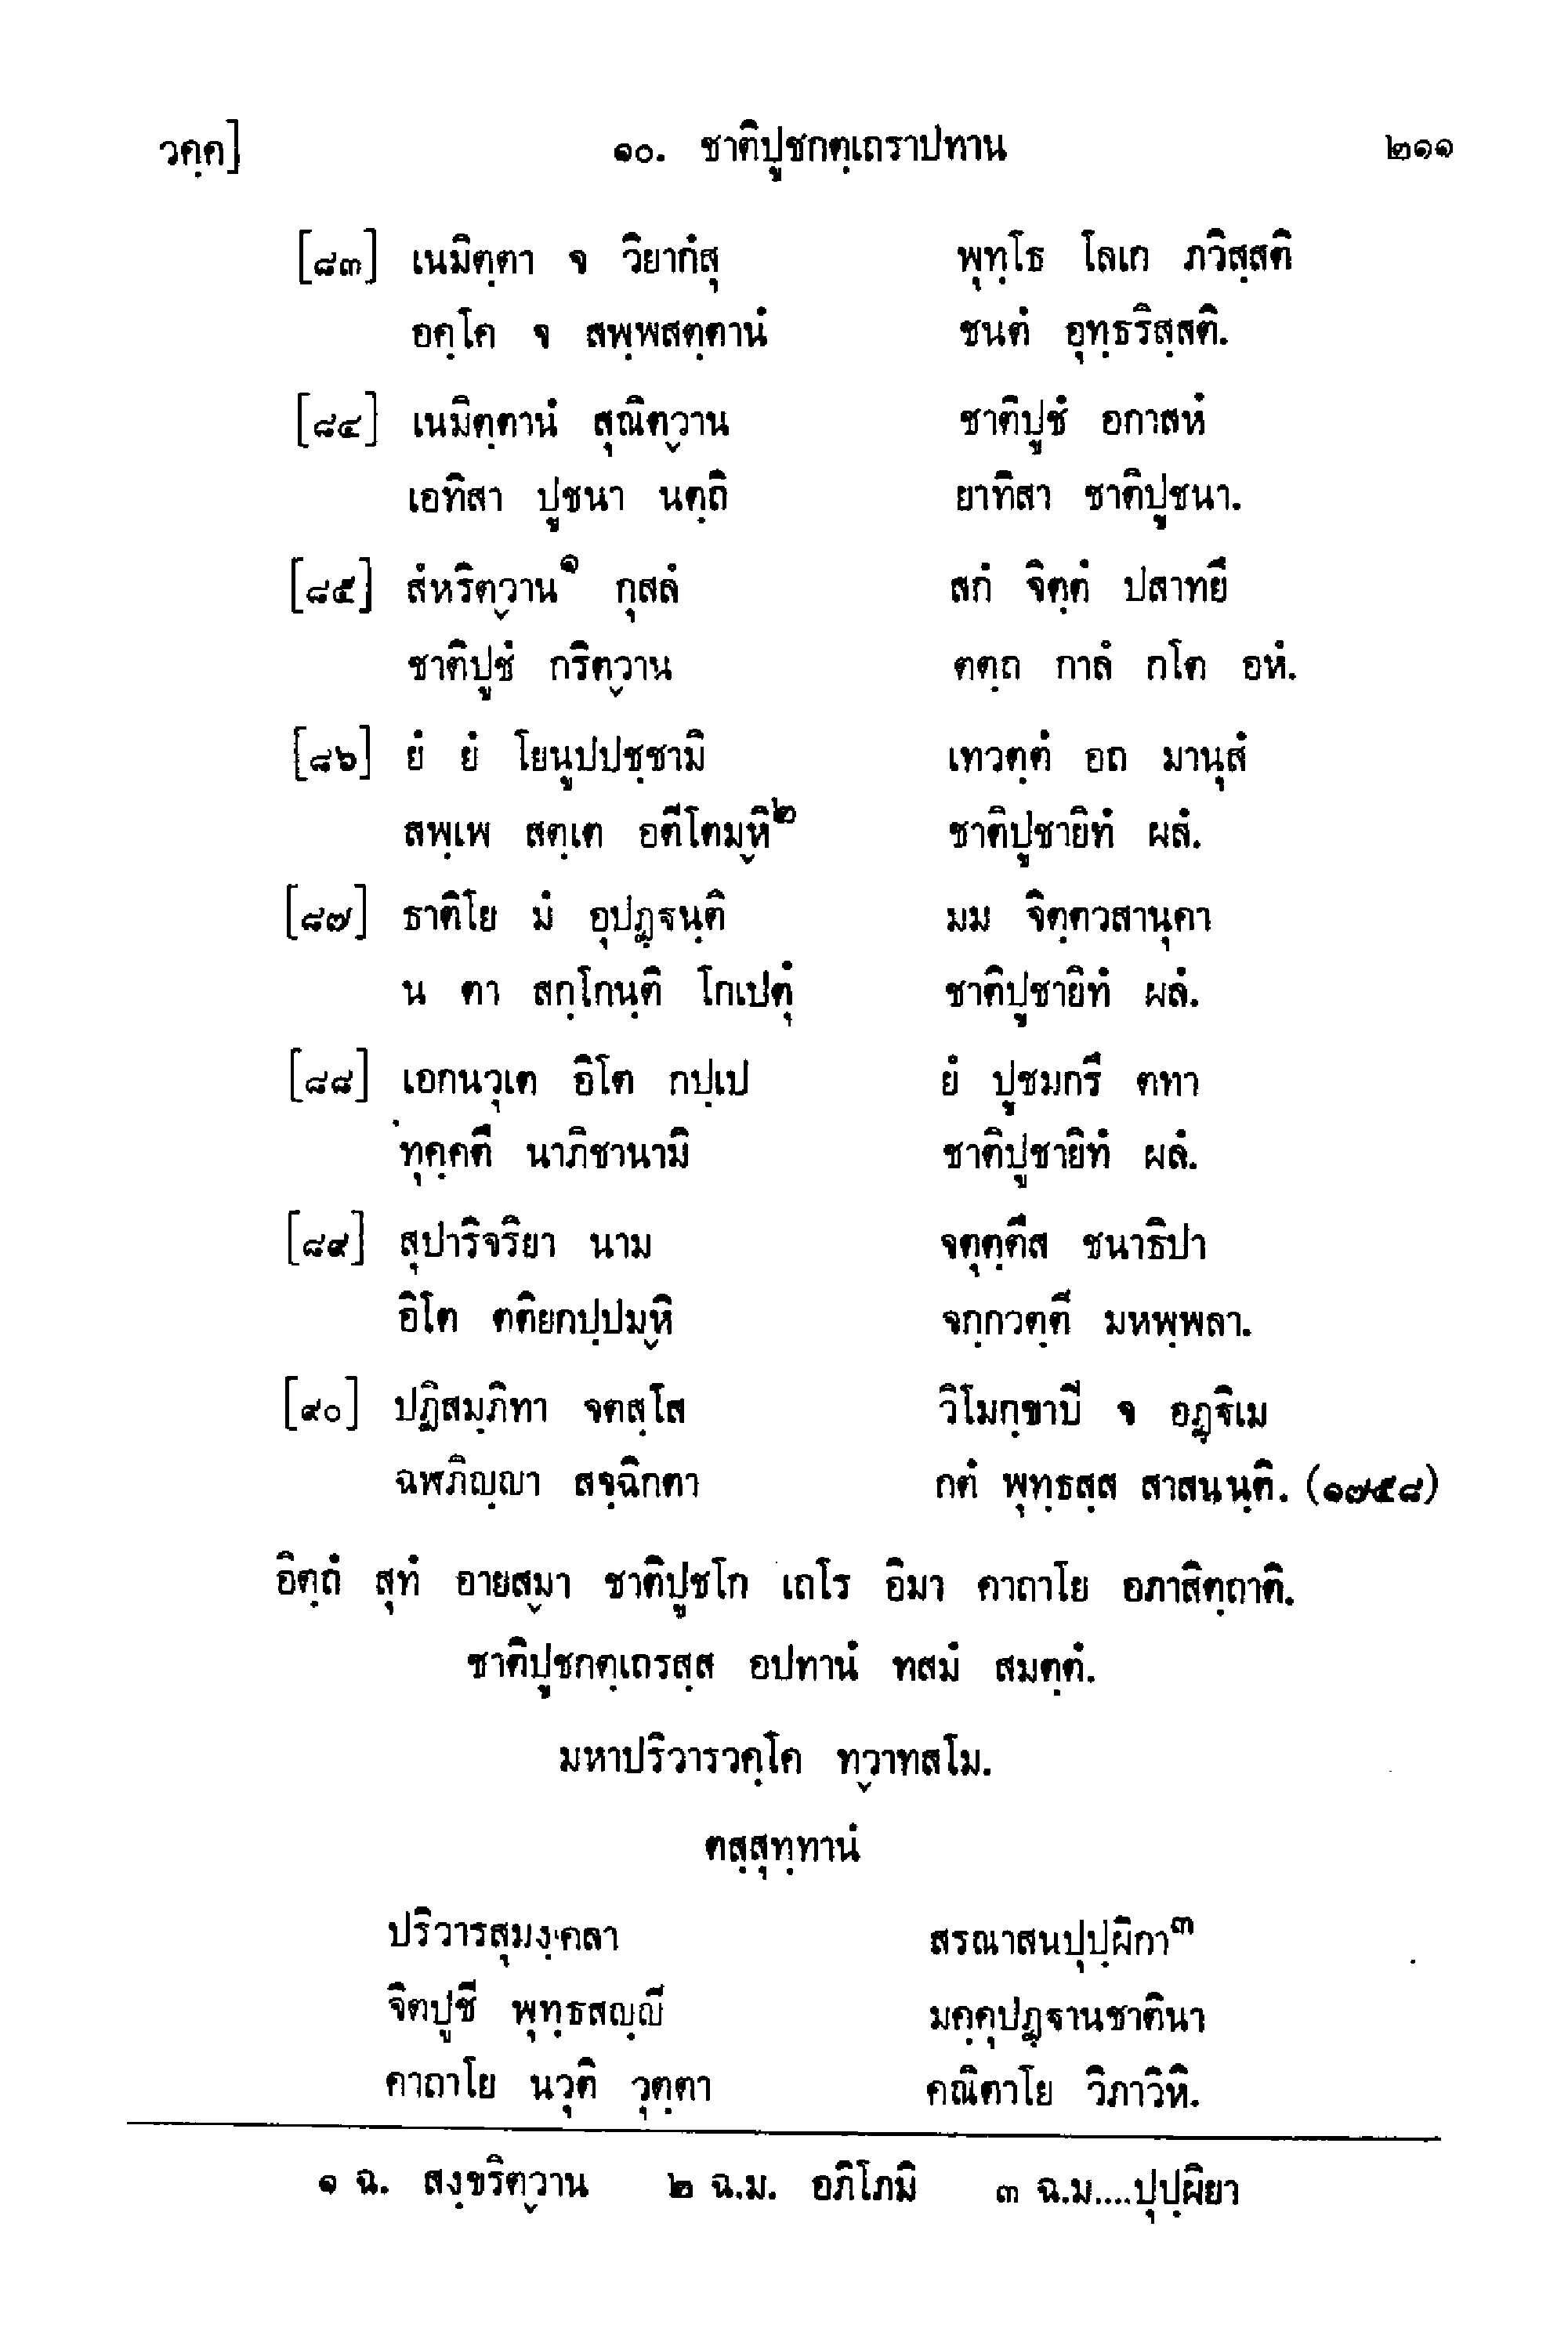 วคฺค] ๑๐. ชาติปูชกตฺเถราปทาน ๒๑๑
[๘๓] เนมิตฺตา จ วิยากํสุ พุทฺโธ โลเก ภวิสฺสติ
อคฺโค จ สพฺพสตฺตานํ ชนตํ อุทฺธริสฺสติ.
[๘๔] เนมิตฺตานํ สุณิตฺวาน ชาติปูชํ อกาสหํ
เอทิสา ปูชนา นตฺถิ ยาทิสา ชาติปูชนา.
[๘๕] สํหริตฺวาน๑ กุสลํ สกํ จิตฺตํ ปสาทยึ
ชาติปูชํ กริตฺวาน ตตฺถ กาลํ กโต อหํ.
[๘๖] ยํ ยํ โยนูปปชฺชามิ เทวตฺตํ อถ มานุสํ
สพฺเพ สตฺเต อตีโตมฺหิ๒ ชาติปูชายิทํ ผลํ.
[๘๗] ธาติโย มํ อุปฏฺฐนฺติ มม จิตฺตวสานุคา
น ตา สกฺโกนฺติ โกเปตุํ ชาติปูชายิทํ ผลํ.
[๘๘] เอกนวุเต อิโต กปฺเป ยํ ปูชมกรึ ตทา
ทุคฺคตึ นาภิชานามิ ชาติปูชายิทํ ผลํ.
[๘๙] สุปาริจริยา นาม จตุตฺตึส ชนาธิปา
อิโต ตติยกปฺปมฺหิ จกฺกวตฺตี มหพฺพลา.
[๙๐] ปฏิสมฺภิทา จตสฺโส วิโมกฺขาปิ จ อฏฺฐิเม
ฉฬภิญฺญา สจฺฉิกตา กตํ พุทฺธสฺส สาสนนฺติ. (๑๗๕๘)
อิตฺถํ สุทํ อายสฺมา ชาติปูชโก เถโร อิมา คาถาโย อภาสิตฺถาติ.
ชาติปูชกตฺเถรสฺส อปทานํ ทสมํ สมตฺตํ.
มหาปริวารวคฺโค ทฺวาทสโม.
ตสฺสุทฺทานํ
ปริวารสุมงฺคลา สรณาสนปุปฺผิกา๓
จิตปูชี พุทฺธสญฺญี มคฺคุปฏฺฐานชาตินา
คาถาโย นวุติ วุตฺตา คณิตาโย วิภาวิหิ.
๑ ฉ. สงฺขริตฺวาน ๒ ฉ.ม. อภิโภมิ ๓ ฉ.ม....ปุปฺผิยา